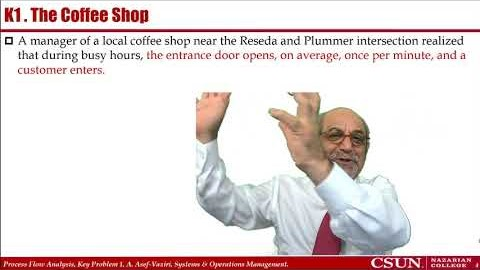 K1 . The Coffee Shop
A manager of a local coffee shop near the Reseda and Plummer intersection realized
that during busy hours, the entrance door opens, on average, once per minute, and a
customer enters.
Process Flow Analysis, Key Problem 1. A. Asef-Vaziri, Systems & Operations Management.
CSUN.
NAZARIAN
COLLEGE